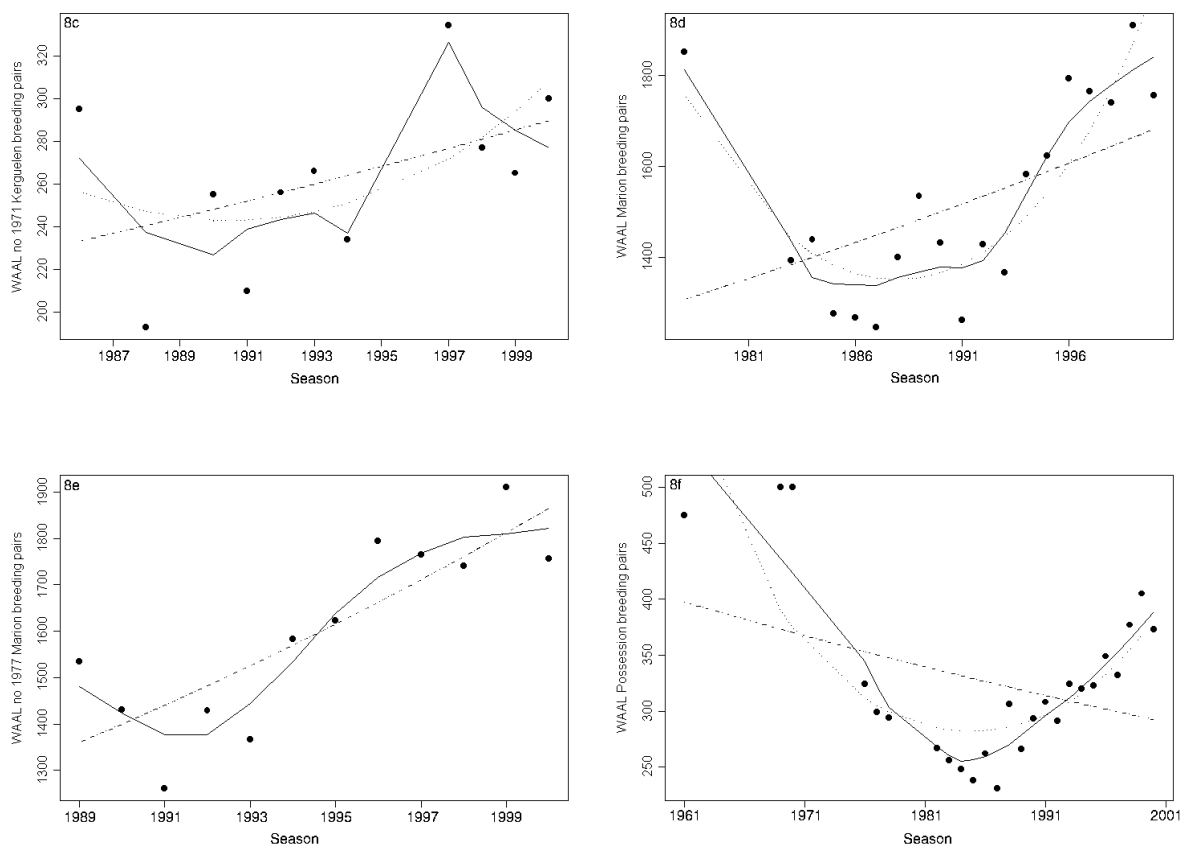 8c
WAAL no 1971 Kerguelen breeding pairs
320
300
280
260
240
220
200
1987 1989 1991 1993 1995 1997 1999
Season
8d
WAAL Marion breeding pairs
1800
1600
1400
1981 1986 1991 1996
Season
8e
WAAL no 1977 Marion breeding pairs
1900
1800
1700
1600
1500
1400
1300
1989 1991 1993 1995 1997 1999
Season
8f
WAAL Possession breeding pairs
500
450
400
350
300
250
1961 1971 1981 1991 2001
Season